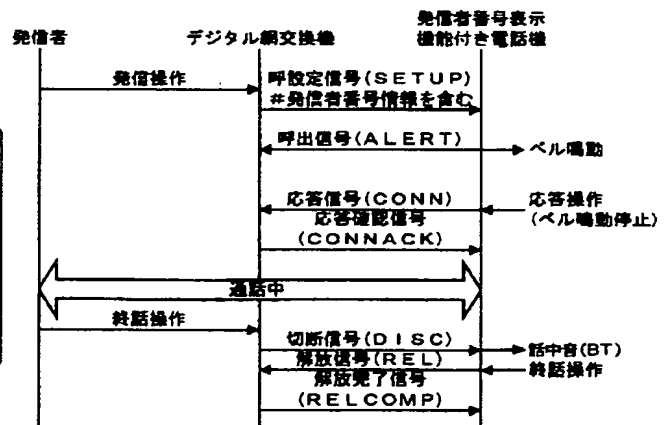 発信者
デジタル網交換機
発信者番号表示
機能付き電話機
発信操作
呼設定信号(SETUP)
#発信者番号情報を含む
呼出信号(ALERT)
ベル鳴動
応答信号(CONN)
応答操作
(ベル鳴動停止)
応答確認信号
(CONNACK)
通話中
終話操作
切断信号(DISC)
話中音(BT)
解放信号(REL)
終話操作
解放完了信号
(RELCOMP)